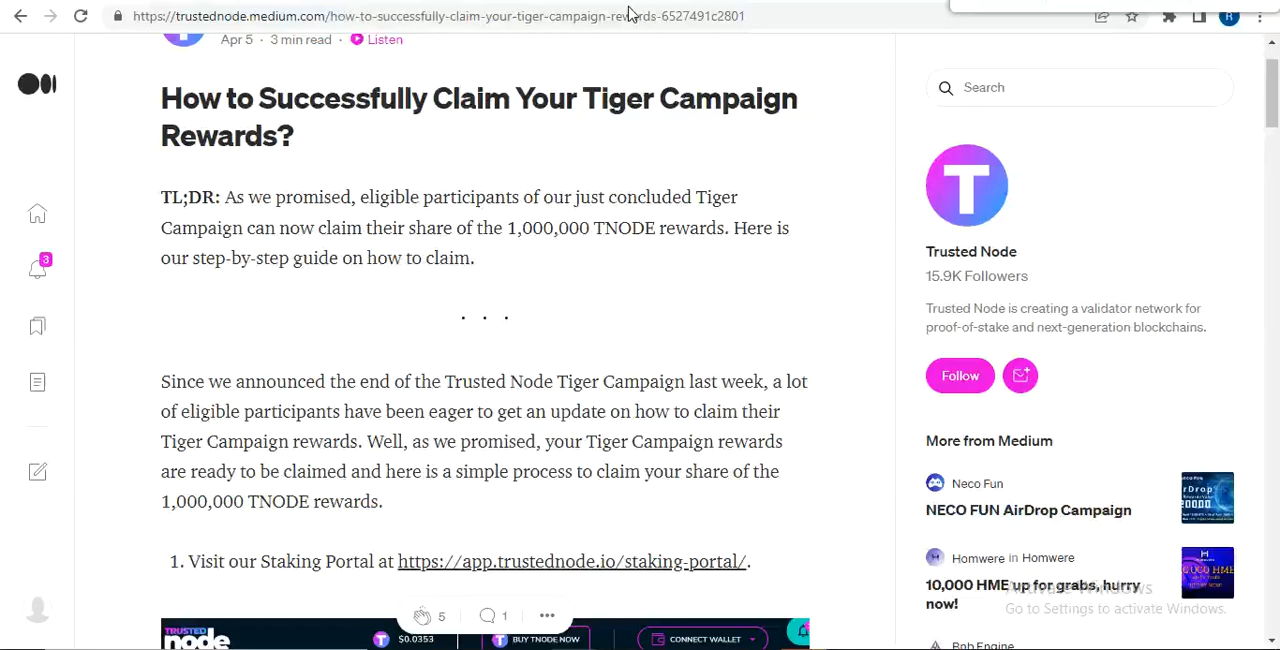 https://trustednode.medium.com/how-to-successfully-claim-your-tiger-campaign-rewards-6527491c2801
R
Apr 5 · 3 min read · Listen
How to Successfully Claim Your Tiger Campaign
Rewards?
TL;DR: As we promised, eligible participants of our just concluded Tiger
Campaign can now claim their share of the 1,000,000 TNODE rewards. Here is
our step-by-step guide on how to claim.
. . .
Since we announced the end of the Trusted Node Tiger Campaign last week, a lot
of eligible participants have been eager to get an update on how to claim their
Tiger Campaign rewards. Well, as we promised, your Tiger Campaign rewards
are ready to be claimed and here is a simple process to claim your share of the
1,000,000 TNODE rewards.
1. Visit our Staking Portal at https://app.trustednode.io/staking-portal/.
5
1
TRUSTED
node
T
$0.0353
T
BUY TNODE NOW
CONNECT WALLET
3
Search
T
Trusted Node
15.9K Followers
Trusted Node is creating a validator network for
proof-of-stake and next-generation blockchains.
Follow
More from Medium
Neco Fun
NECO FUN AirDrop Campaign
Homwere in Homwere
10,000 HME up for grabs, hurry
now!
Bnb Engine
Activate Windows
Go to Settings to activate Windows.